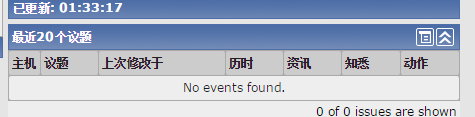 已更新: 01:33:17
最近20个议题
主机 议题 上次修改于 历时 资讯 知悉 动作
No events found.
0 of 0 issues are shown